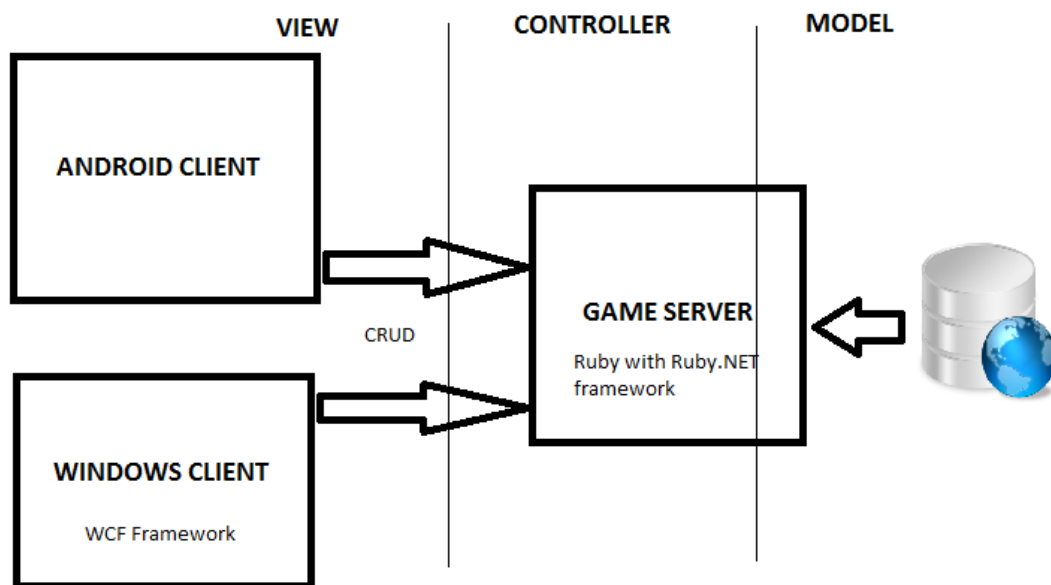 VIEW
CONTROLLER
MODEL
ANDROID CLIENT
CRUD
GAME SERVER
Ruby with Ruby.NET
framework
WINDOWS CLIENT
WCF Framework